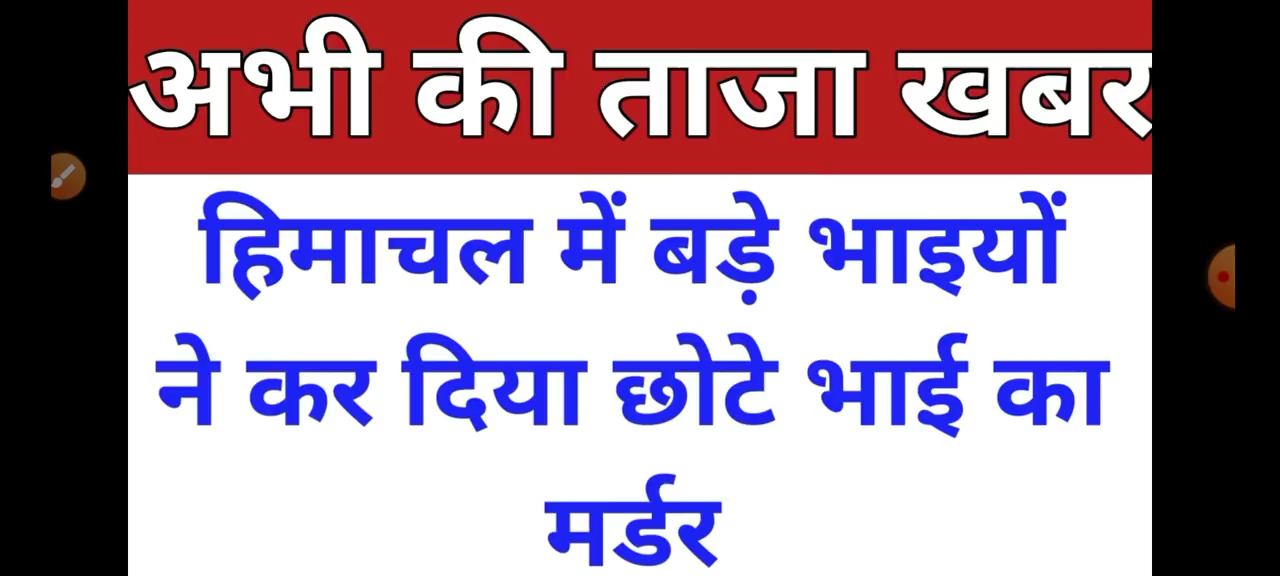 अभी की ताजा खबर
हिमाचल में बड़े भाइयों
ने कर दिया छोटे भाई का
मर्डर